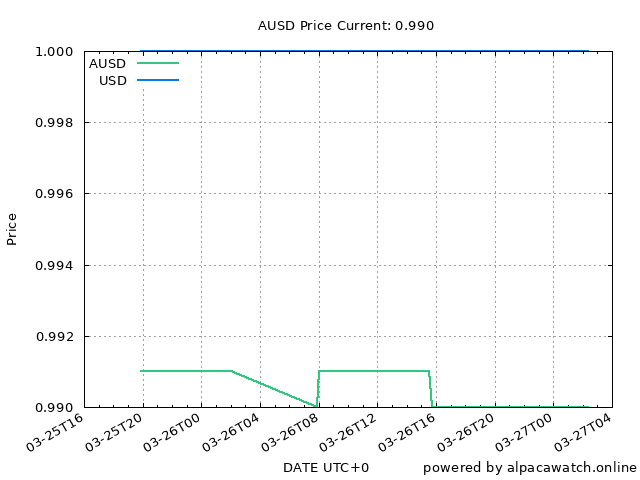 AUSD Price Current: 0.990
1.000
AUSD
USD
0.998
0.996
0.994
0.992
0.990
Price
03-25T16
03-25T20
03-26T00
03-26T04
03-26T08
03-26T12
03-26T16
03-26T20
03-27T00
03-27T04
DATE UTC+0
powered by alpacawatch.online